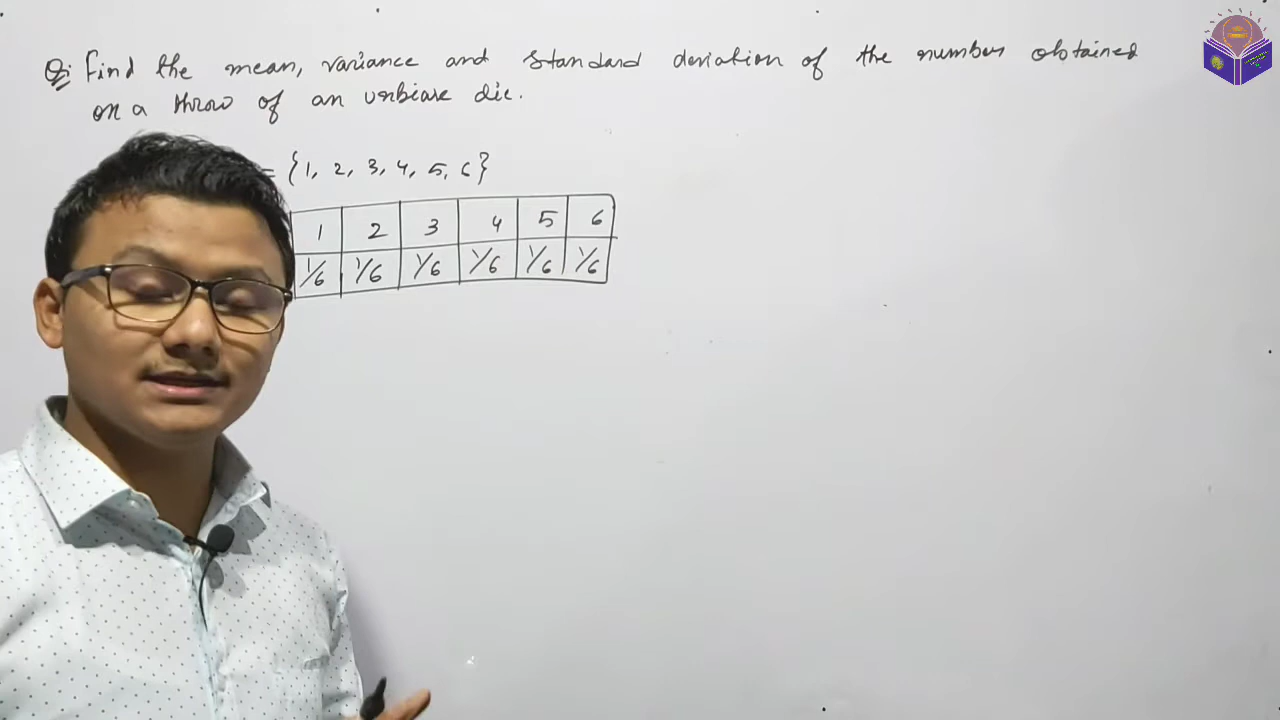 Q: Find the mean, variance and standard deviation of the number obtained
on a throw of an unbiase die.
= {1, 2, 3, 4, 5, 6}
1 2 3 4 5 6
1/6 1/6 1/6 1/6 1/6 1/6